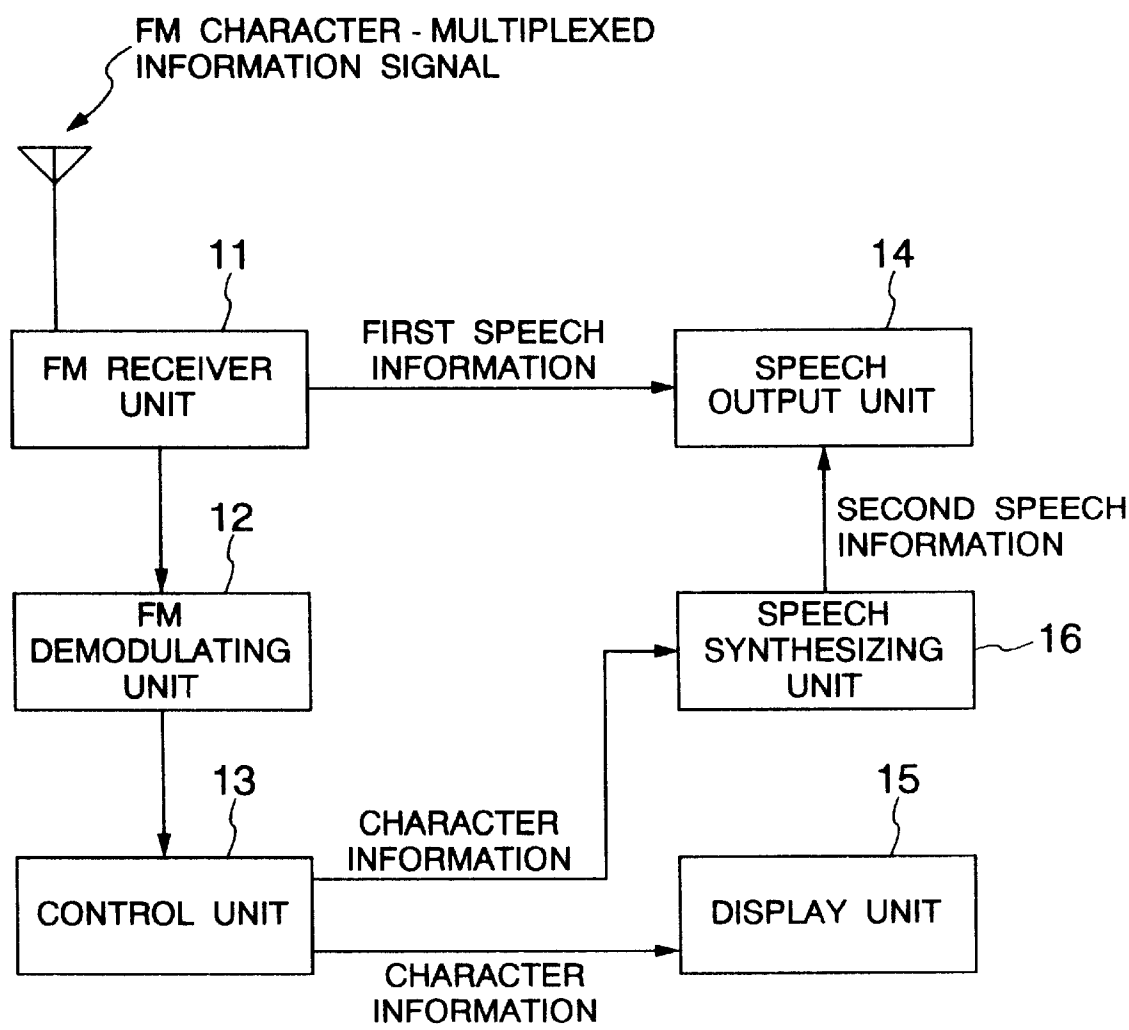 FM CHARACTER - MULTIPLEXED
INFORMATION SIGNAL
11
14
FM RECEIVER
UNIT
FIRST SPEECH
INFORMATION
SPEECH
OUTPUT UNIT
12
SECOND SPEECH
INFORMATION
FM
DEMODULATING
UNIT
SPEECH
SYNTHESIZING
UNIT
16
13
15
CHARACTER
INFORMATION
CONTROL UNIT
DISPLAY UNIT
CHARACTER
INFORMATION